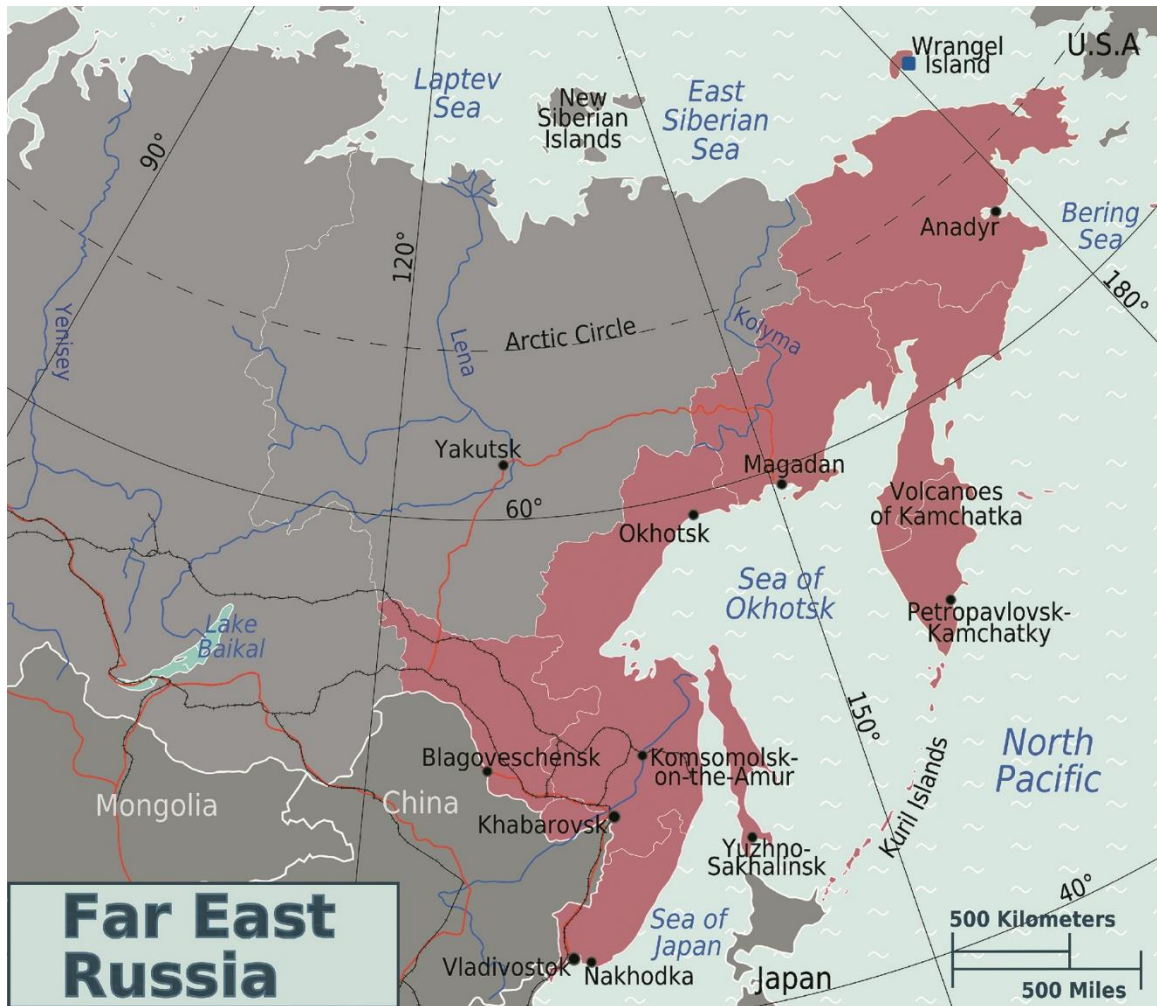 U.S.A
Wrangel
Island
Laptev
Sea
New
Siberian
Islands
East
Siberian
Sea
90°
120°
Anadyr
Bering
Sea
180°
Yenisey
Lena
Arctic Circle
Kolyma
Yakutsk
60°
Magadan
Okhotsk
Volcanoes
of Kamchatka
Sea of
Okhotsk
Petropavlovsk-
Kamchatky
Lake
Baikal
150°
Blagoveschensk
Komsomolsk-
on-the-Amur
North
Pacific
Mongolia
China
Khabarovsk
Kuril Islands
Yuzhno-
Sakhalinsk
40°
Far East
Russia
Sea of
Japan
500 Kilometers
500 Miles
Vladivostok
Nakhodka
Japan